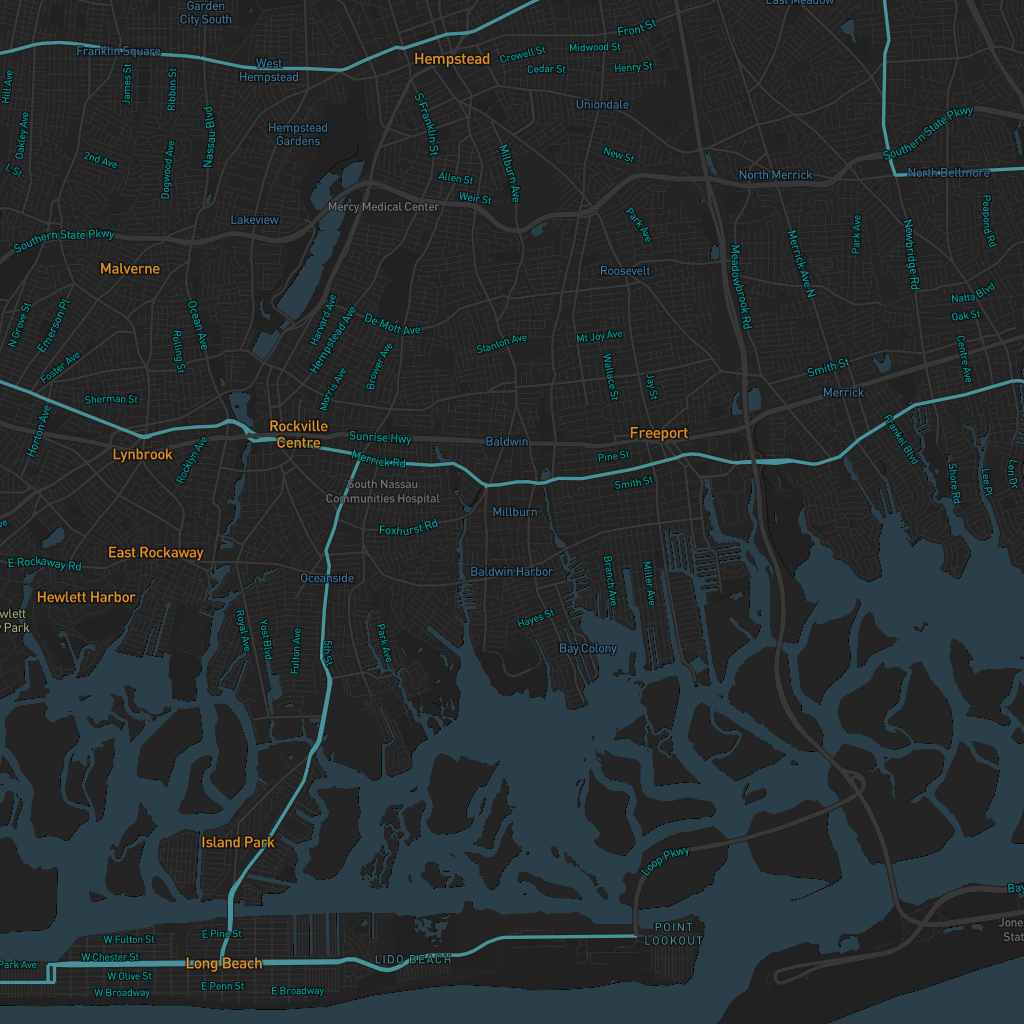 Garden
City South
East Meadow
Front St
Midwood St
Crowell St
Franklin Square
Hempstead
West
Hempstead
Cedar St
Henry St
Hill Ave
James St
Ribbon St
Uniondale
Oakley Ave
Nassau Blvd
Hempstead
Gardens
S Franklin St
Southern State Pkwy
2nd Ave
Dogwood Ave
Milburn Ave
New St
L St
Allen St
North Merrick
North Bellmore
Weir St
Mercy Medical Center
Lakeview
Park Ave
Park Ave
Newbridge Rd
Peapond Rd
Southern State Pkwy
Merrick Ave N
Malverne
Roosevelt
Meadowbrook Rd
Natta Blvd
Oak St
N Grove St
Emerson Pl
Ocean Ave
Harvard Ave
Hempstead Ave
De Mott Ave
Stanton Ave
Mt Joy Ave
Rolling St
Foster Ave
Brower Ave
Morris Ave
Wallace St
Jay St
Smith St
Centre Ave
Merrick
Sherman St
Horton Ave
Rockville
Centre
Sunrise Hwy
Baldwin
Freeport
Frankel Blvd
Lynbrook
Rocklyn Ave
Merrick Rd
Pine St
Smith St
South Nassau
Communities Hospital
Shore Rd
Lee Pl
Len Dr
Millburn
Foxhurst Rd
East Rockaway
E Rockaway Rd
Oceanside
Baldwin Harbor
Branch Ave
Miller Ave
Hewlett Harbor
wlett
Park
Royal Ave
Yost Blvd
Fulton Ave
5th St
Park Ave
Hayes St
Bay Colony
Island Park
Loop Pkwy
Bay
POINT
LOOKOUT
Jone
Stat
W Fulton St
E Pine St
W Chester St
Park Ave
Long Beach
LIDO BEACH
W Olive St
W Broadway
E Penn St
E Broadway